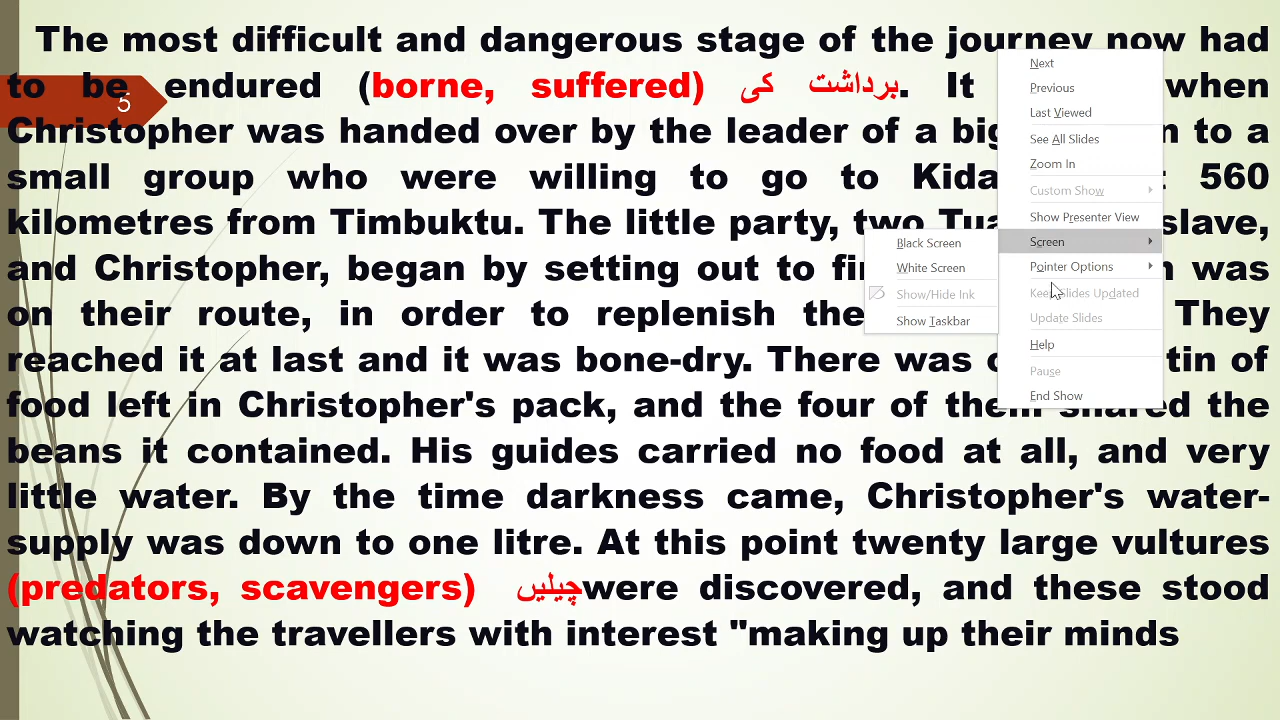 The most difficult and dangerous stage of the journey now had
5
to be endured (borne, suffered) برداشت کی. It when
Christopher was handed over by the leader of a big to a
small group who were willing to go to 560
kilometres from Timbuktu. The little party, two slave,
and Christopher, began by setting out to was
on their route, in order to replenish the They
reached it at last and it was bone-dry. There was tin of
food left in Christopher's pack, and the four of them shared the
beans it contained. His guides carried no food at all, and very
little water. By the time darkness came, Christopher's water-
supply was down to one litre. At this point twenty large vultures
(predators, scavengers) چیلیں were discovered, and these stood
watching the travellers with interest "making up their minds
Next
Previous
Last Viewed
See All Slides
Zoom In
Custom Show
Show Presenter View
Screen
Pointer Options
Keep Slides Updated
Update Slides
Help
Pause
End Show
Black Screen
White Screen
Show/Hide Ink
Show Taskbar